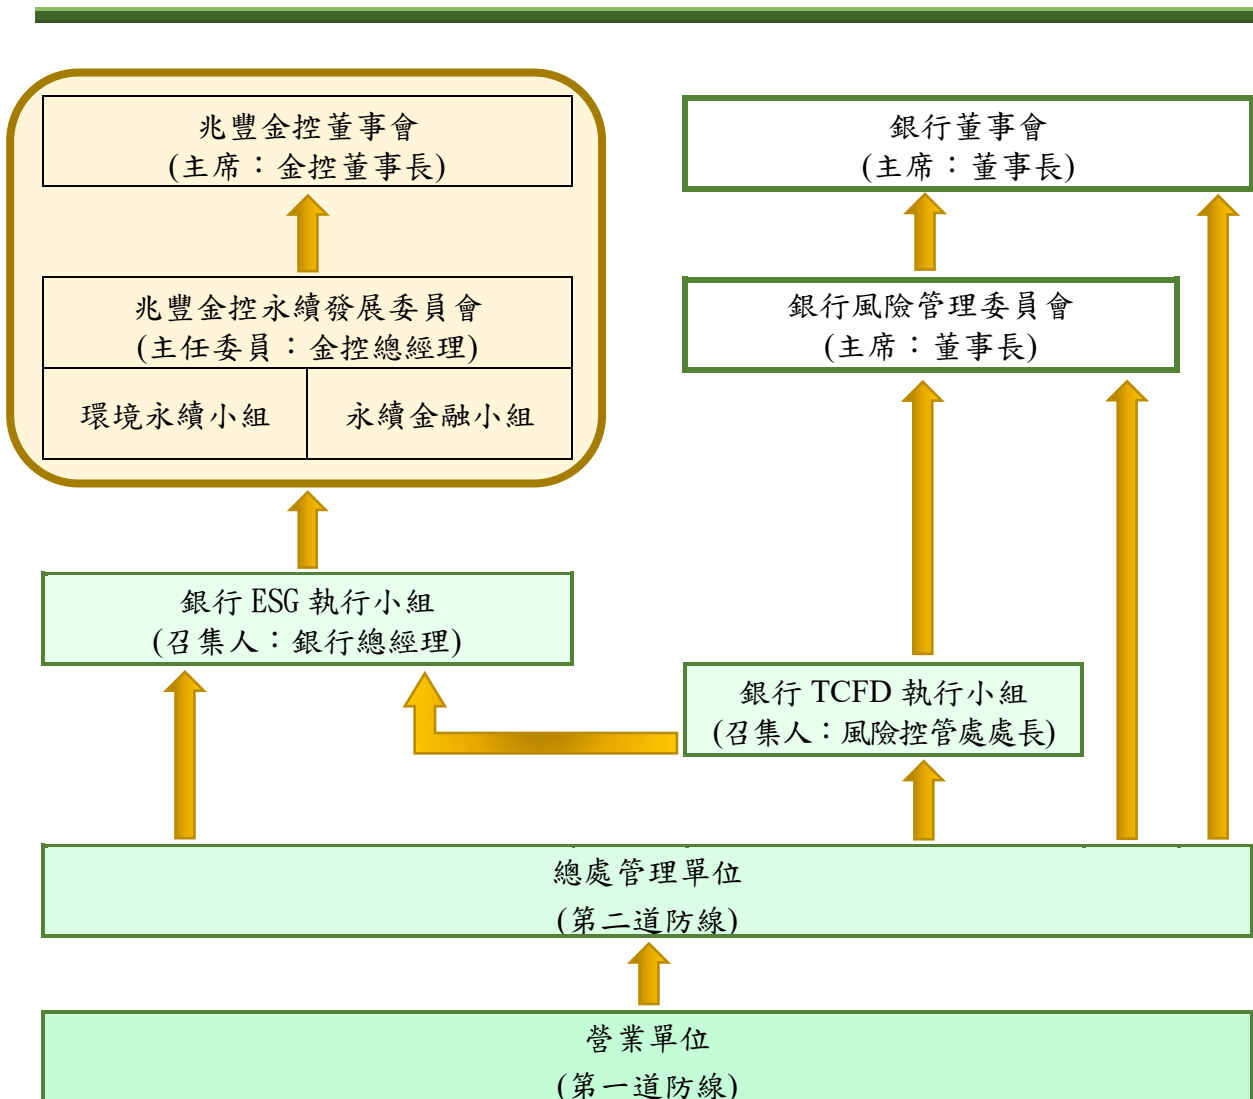 兆豐金控董事會
(主席：金控董事長)
銀行董事會
(主席：董事長)
兆豐金控永續發展委員會
(主任委員：金控總經理)
環境永續小組
永續金融小組
銀行風險管理委員會
(主席：董事長)
銀行 ESG 執行小組
(召集人：銀行總經理)
銀行 TCFD 執行小組
(召集人：風險控管處處長)
總處管理單位
(第二道防線)
營業單位
(第一道防線)